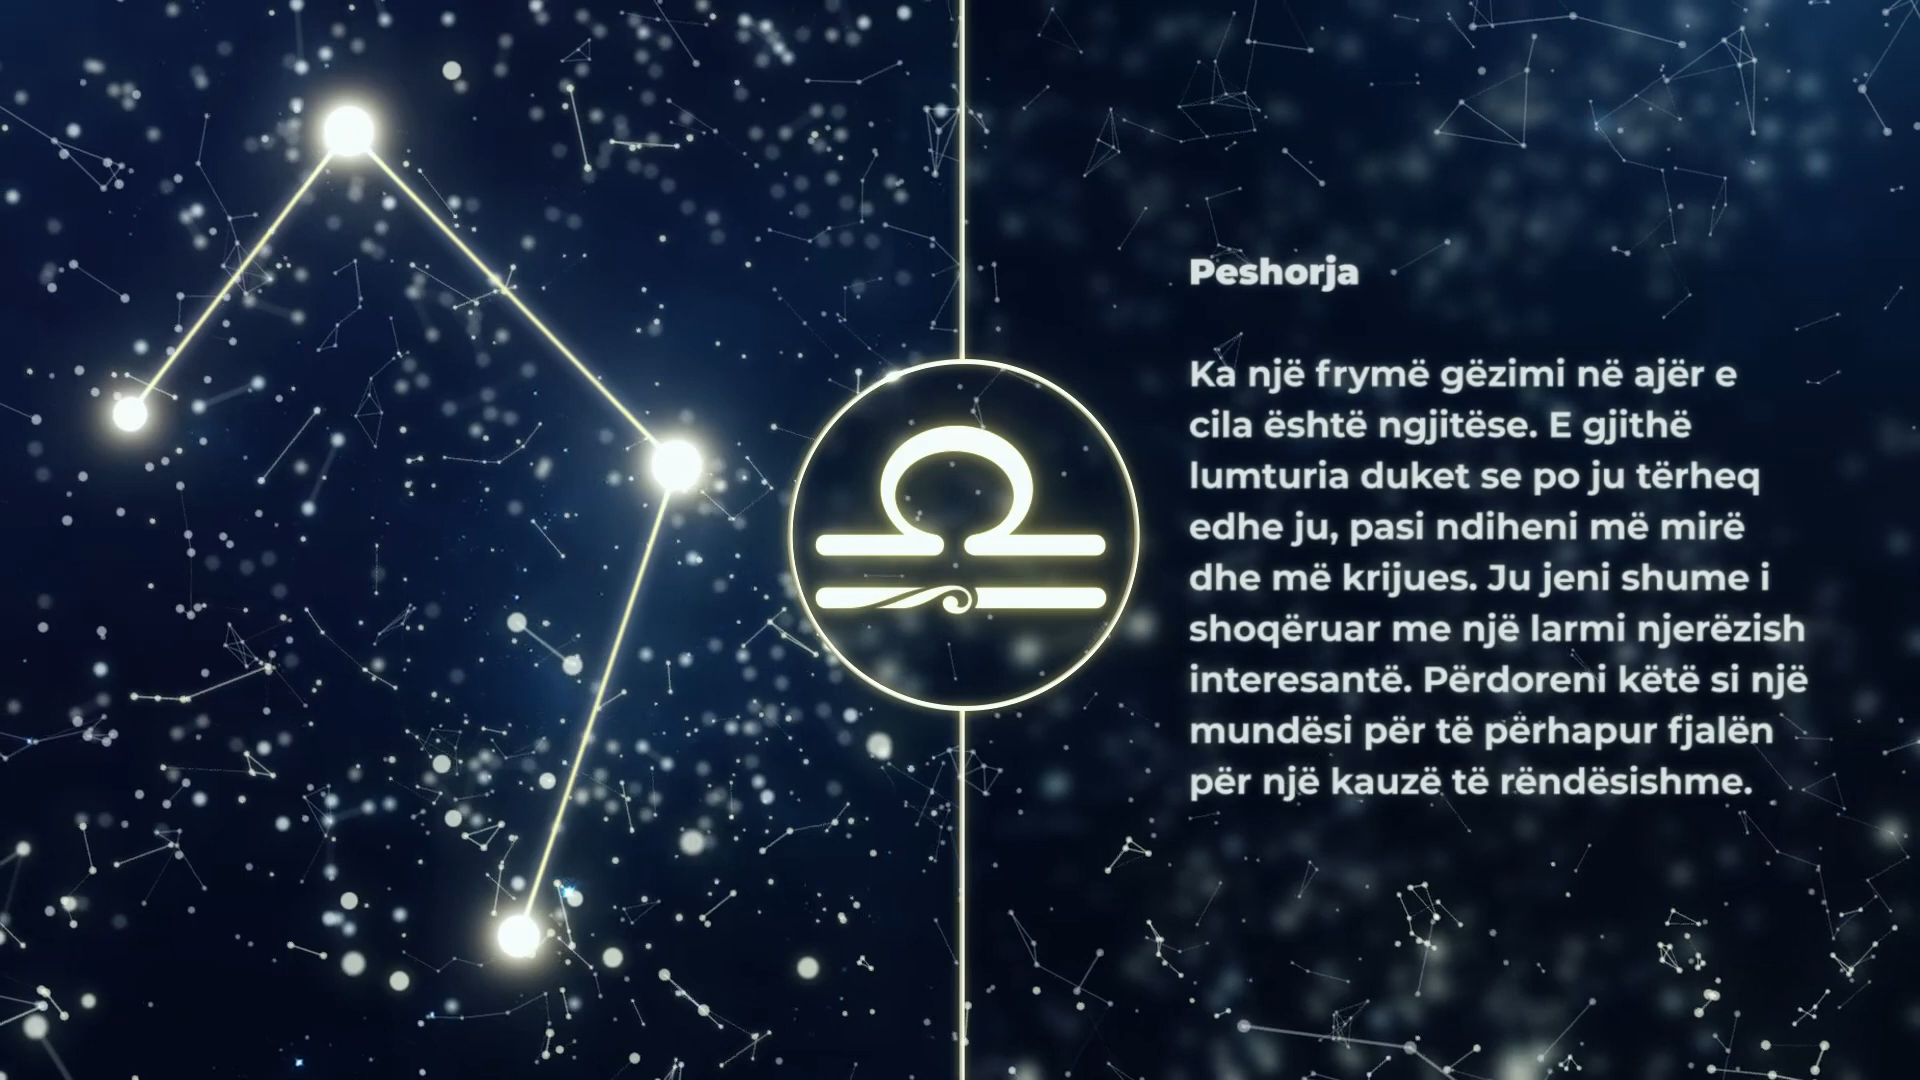 Peshorja
Ka një frymë gëzimi në ajër e
cila është ngjitëse. E gjithë
lumturia duket se po ju tërheq
edhe ju, pasi ndiheni më mirë
dhe më krijues. Ju jeni shume i
shoqëruar me një larmi njerëzish
interesantë. Përdoreni këtë si një
mundësi për të përhapur fjalën
për një kauzë të rëndësishme.